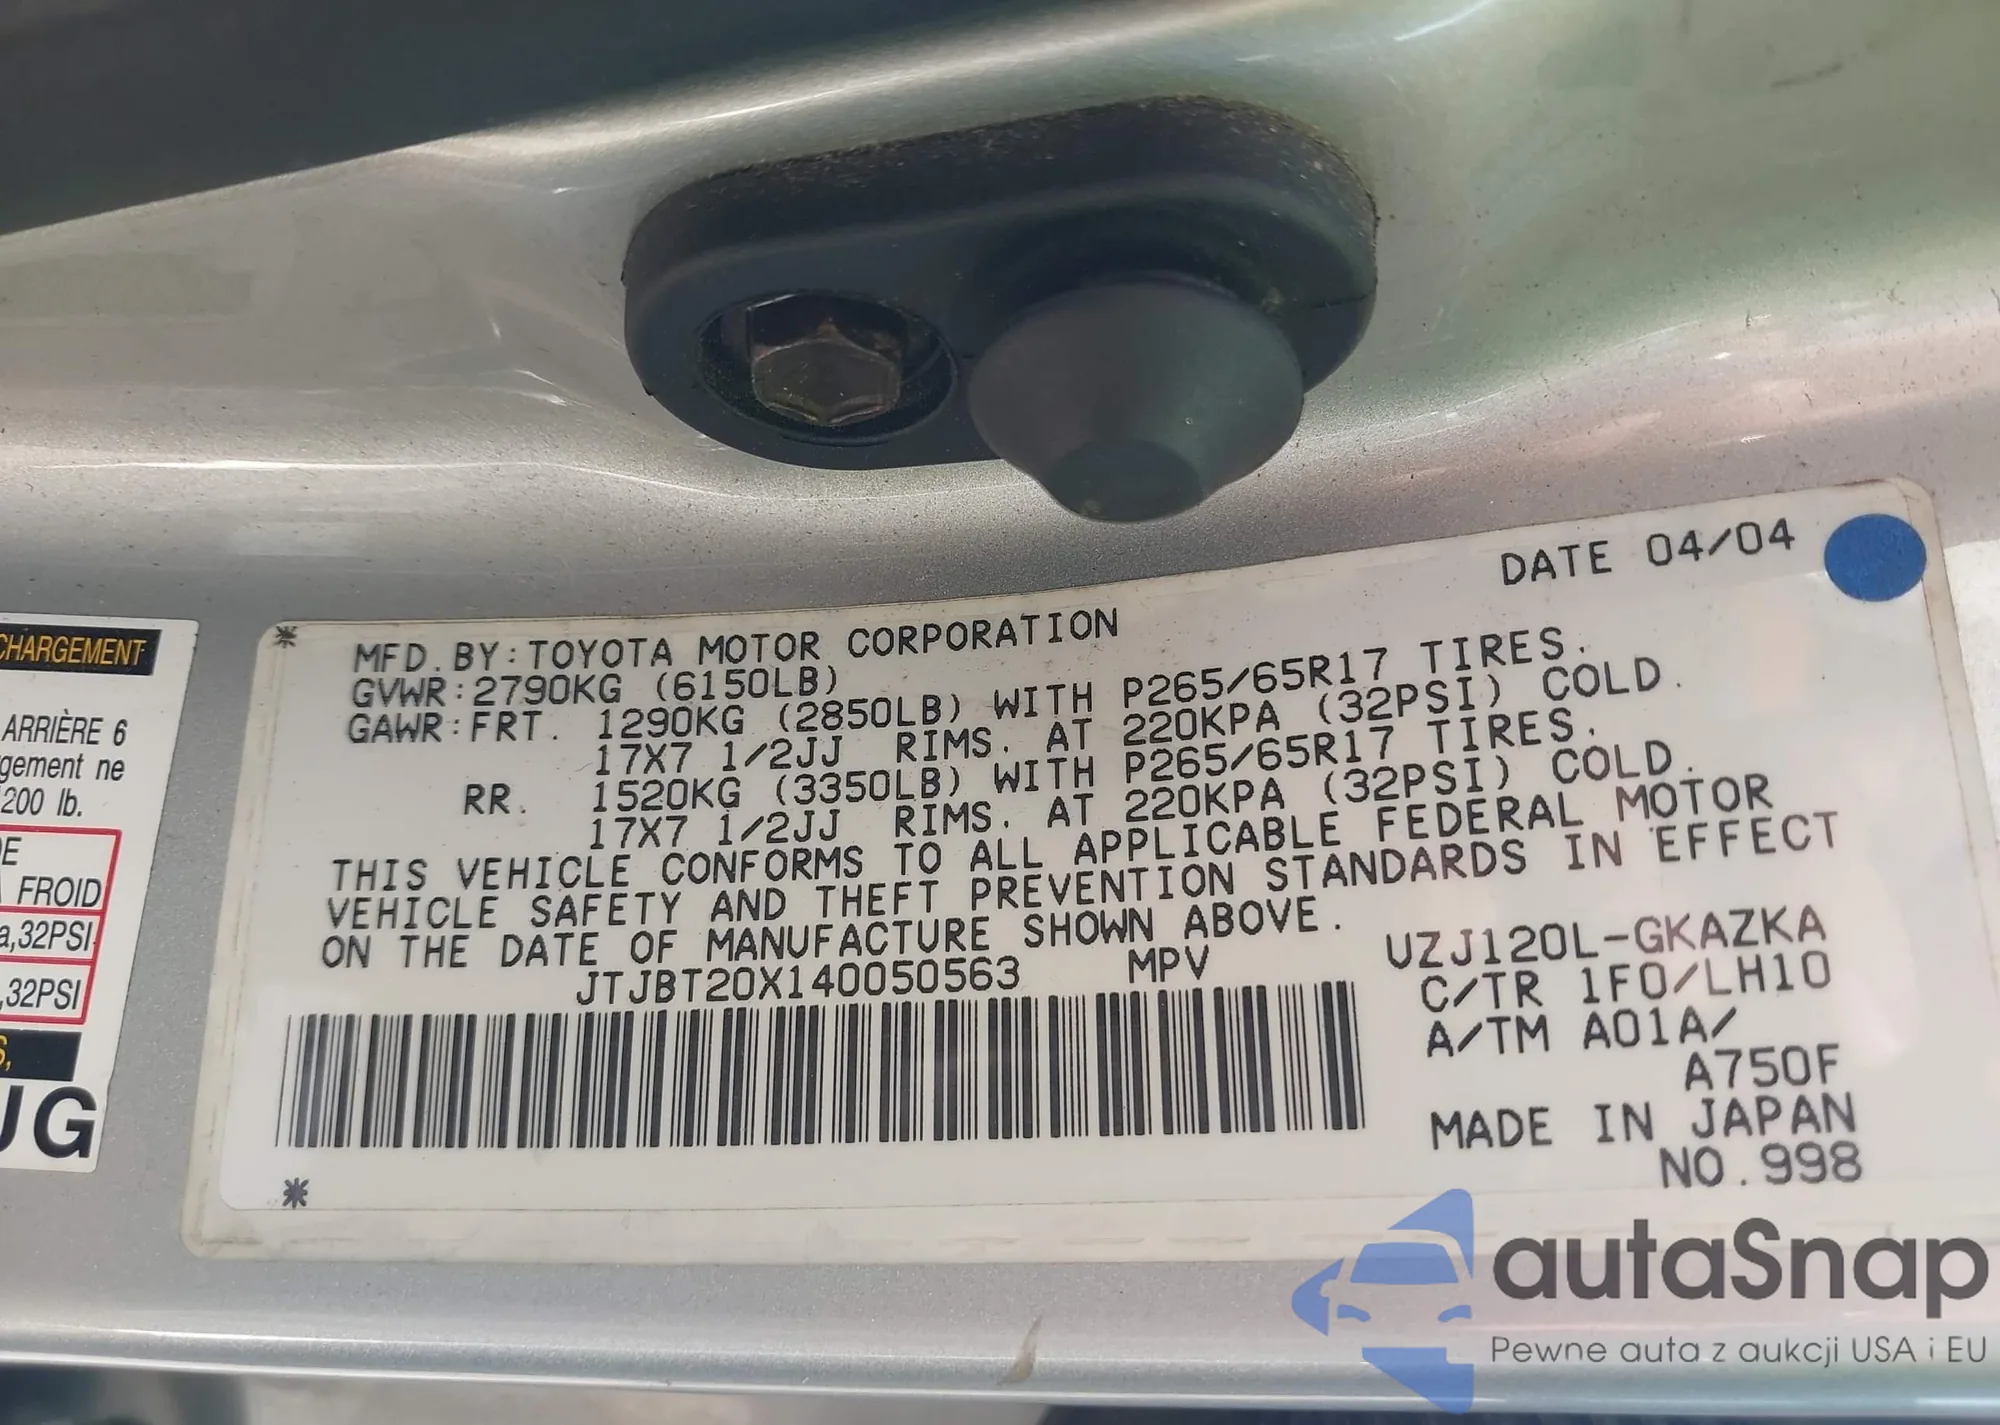 DATE 04/04
MFD. BY: TOYOTA MOTOR CORPORATION
GVWR: 2790KG (6150LB)
GAWR: FRT. 1290KG (2850LB) WITH P265/65R17 TIRES.
17X7 1/2JJ RIMS. AT 220KPA (32PSI) COLD.
RR. 1520KG (3350LB) WITH P265/65R17 TIRES.
17X7 1/2JJ RIMS. AT 220KPA (32PSI) COLD.
THIS VEHICLE CONFORMS TO ALL APPLICABLE FEDERAL MOTOR
VEHICLE SAFETY AND THEFT PREVENTION STANDARDS IN EFFECT
ON THE DATE OF MANUFACTURE SHOWN ABOVE.
JTJBT20X140050563 MPV
UZJ120L-GKAZKA
C/TR 1F0/LH10
A/TM A01A/
A750F
MADE IN JAPAN
NO. 998
CHARGEMENT
ARRIÈRE 6
gement ne
200 lb.
FROID
,32PSI
,32PSI
UG
autaSnap
Pewne auta z aukcji USA i EU